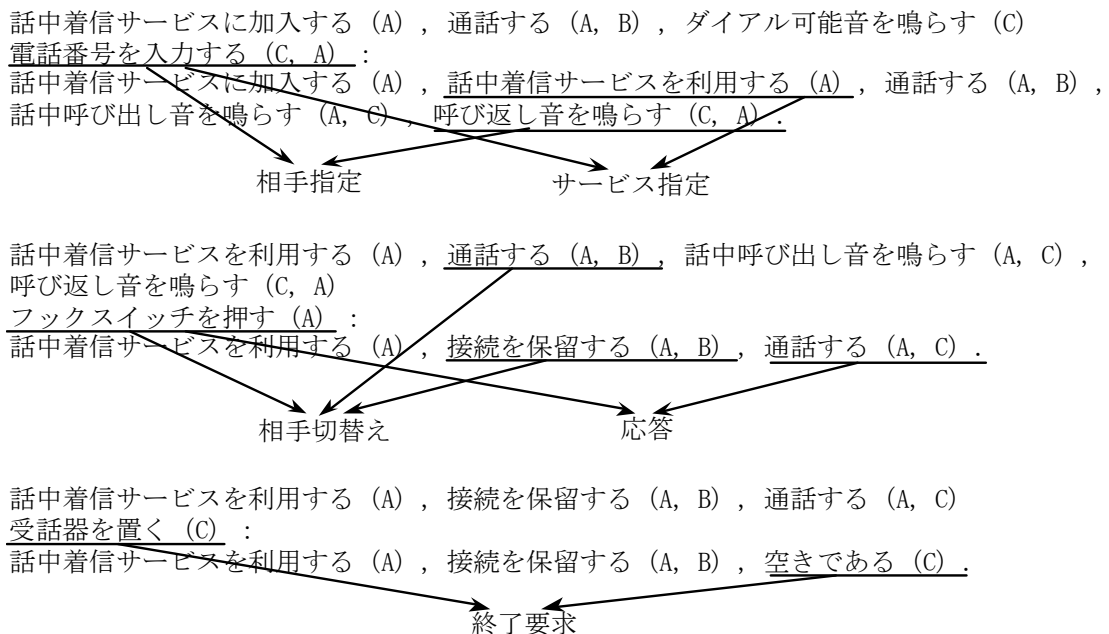 話中着信サービスに加入する (A) , 通話する (A, B) , ダイアル可能音を鳴らす (C)
電話番号を入力する (C, A) :
話中着信サービスに加入する (A) , 話中着信サービスを利用する (A) , 通話する (A, B) ,
話中呼び出し音を鳴らす (A, C) , 呼び返し音を鳴らす (C, A) .
相手指定 サービス指定
話中着信サービスを利用する (A) , 通話する (A, B) , 話中呼び出し音を鳴らす (A, C) ,
呼び返し音を鳴らす (C, A)
フックスイッチを押す (A) :
話中着信サービスを利用する (A) , 接続を保留する (A, B) , 通話する (A, C) .
相手切替え 応答
話中着信サービスを利用する (A) , 接続を保留する (A, B) , 通話する (A, C)
受話器を置く (C) :
話中着信サービスを利用する (A) , 接続を保留する (A, B) , 空きである (C) .
終了要求